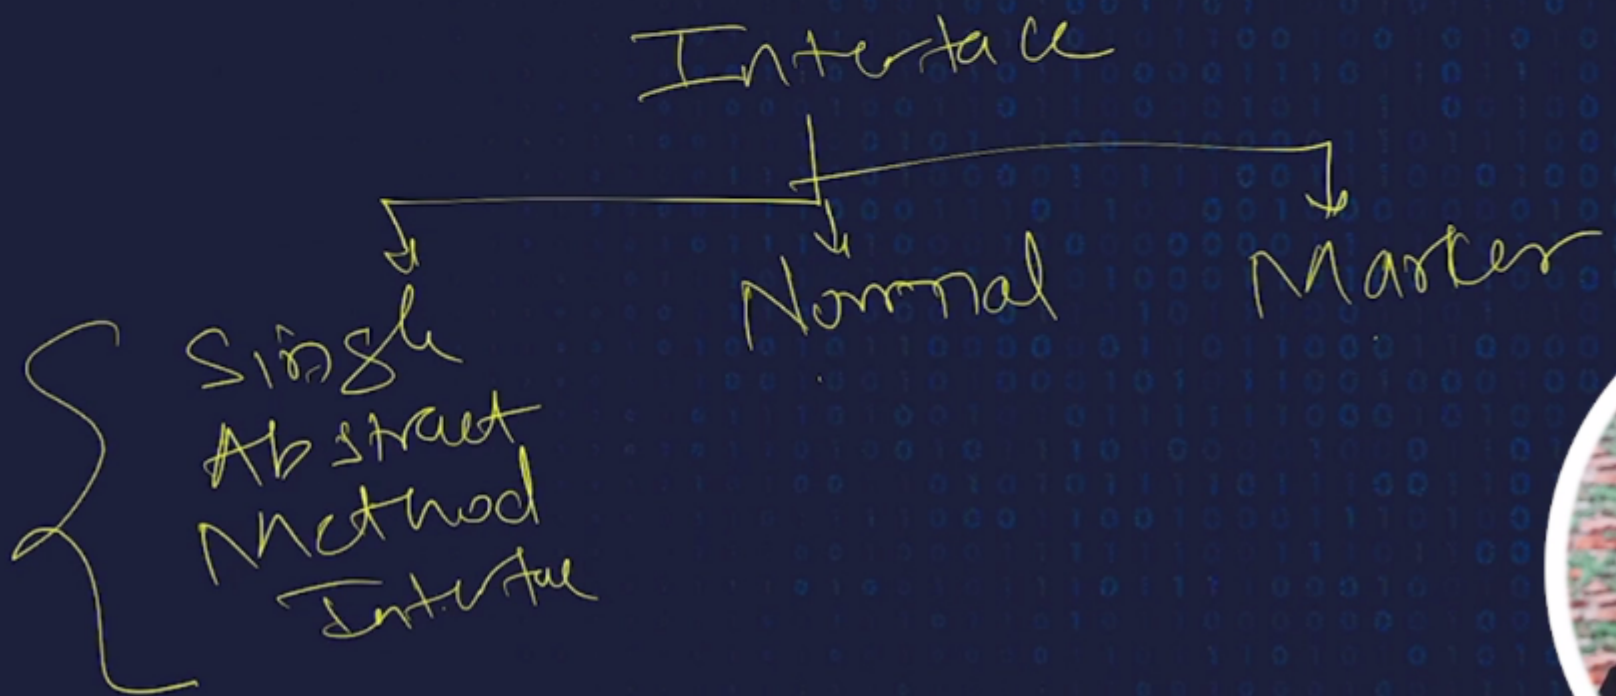 Interface
Normal
Marker
Single
Abstract
Method
Interface